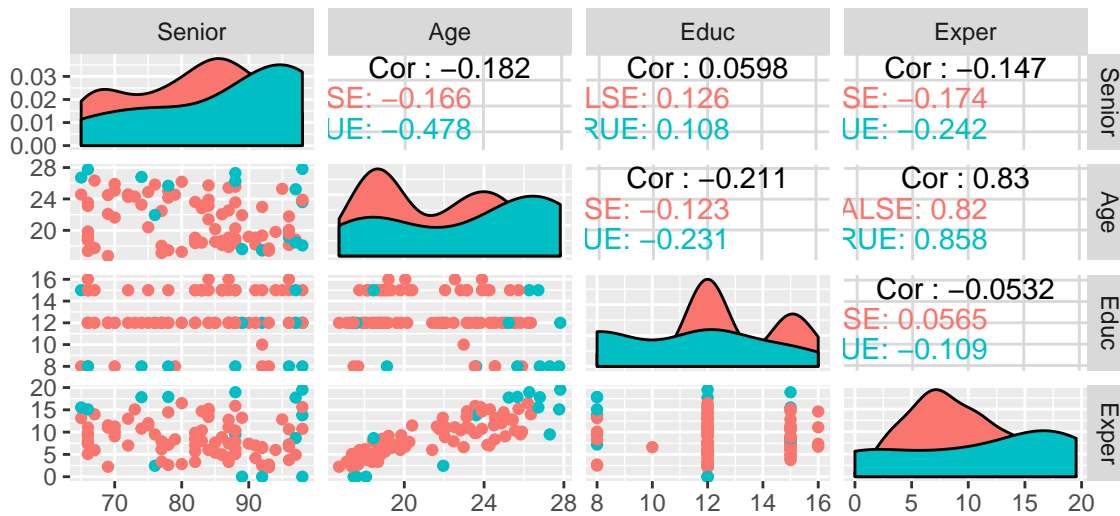 Senior Age Educ Exper
0.03
0.02
0.01
0.00
Cor : −0.182
SE: −0.166
UE: −0.478
Cor : 0.0598
LSE: 0.126
RUE: 0.108
Cor : −0.147
SE: −0.174
UE: −0.242
Senior
28
24
20
Cor : −0.211
SE: −0.123
UE: −0.231
Cor : 0.83
ALSE: 0.82
RUE: 0.858
Age
16
14
12
10
8
Cor : −0.0532
SE: 0.0565
UE: −0.109
Educ
20
15
10
5
0
Exper
70 80 90 20 24 28 8 10 12 14 16 0 5 10 15 20